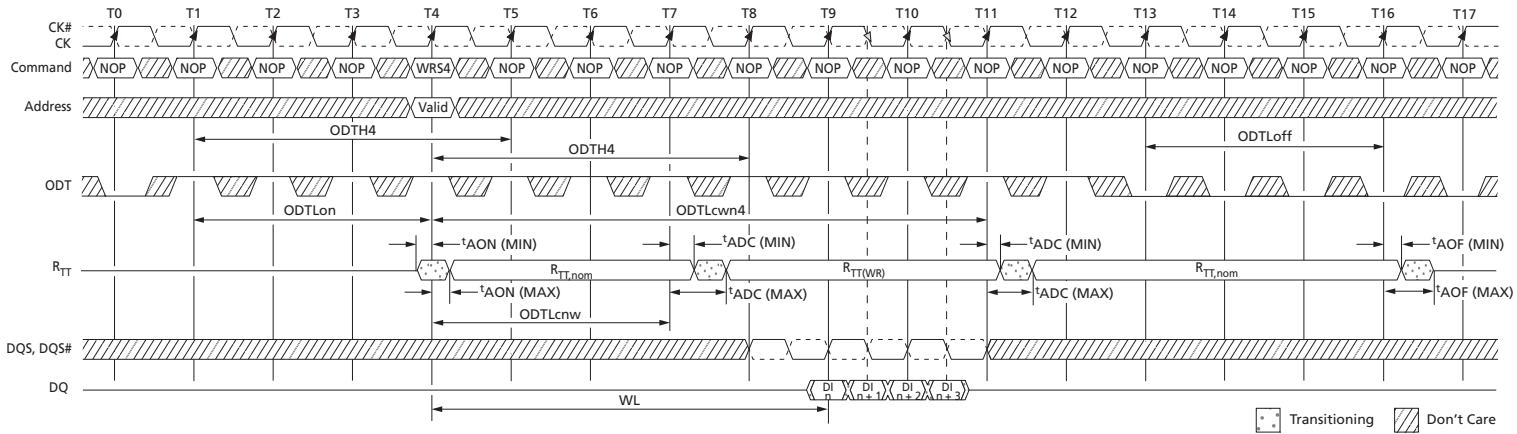 T0 T1 T2 T3 T4 T5 T6 T7 T8 T9 T10 T11 T12 T13 T14 T15 T16 T17
CK#
CK
Command NOP NOP NOP NOP WRS4 NOP NOP NOP NOP NOP NOP NOP NOP NOP NOP NOP NOP NOP
Address Valid
ODTH4 ODTLoff
ODTH4
ODT
ODTLon ODTLcwn4
tAON (MIN) tADC (MIN) tADC (MIN) tAOF (MIN)
RTT RTT,nom RTT(WR) RTT,nom
tAON (MAX) tADC (MAX) tADC (MAX) tAOF (MAX)
ODTLcnw
DQS, DQS#
DQ DI n DI n + 1 DI n + 2 DI n + 3
WL
Transitioning Don't Care